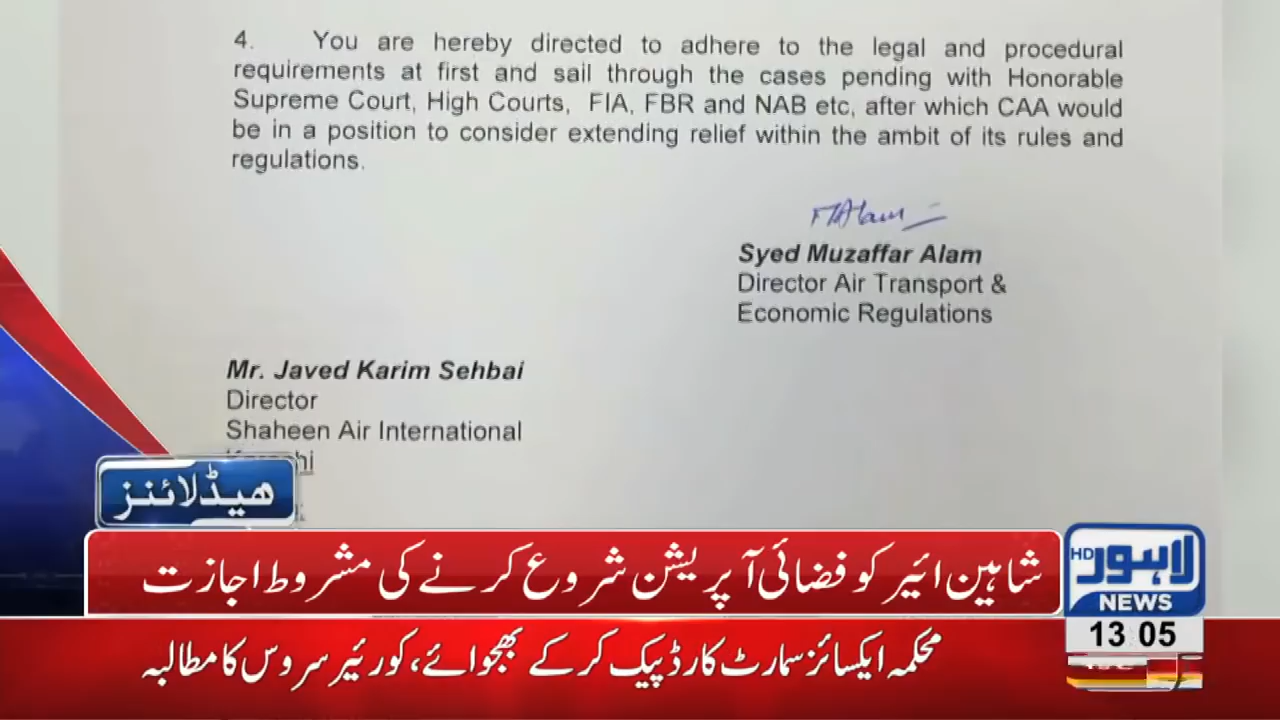 4. You are hereby directed to adhere to the legal and procedural
requirements at first and sail through the cases pending with Honorable
Supreme Court, High Courts, FIA, FBR and NAB etc, after which CAA would
be in a position to consider extending relief within the ambit of its rules and
regulations.
Syed Muzaffar Alam
Director Air Transport &
Economic Regulations
Mr. Javed Karim Sehbai
Director
Shaheen Air International
ہیڈلائنز
شاہین ائیر کو فضائی آپریشن شروع کرنے کی مشروط اجازت
HD لاہور
NEWS
13:05
محکمہ ایکسائز سمارٹ کارڈ پیک کر کے بھجوائے، کورئیر سروس کا مطالبہ